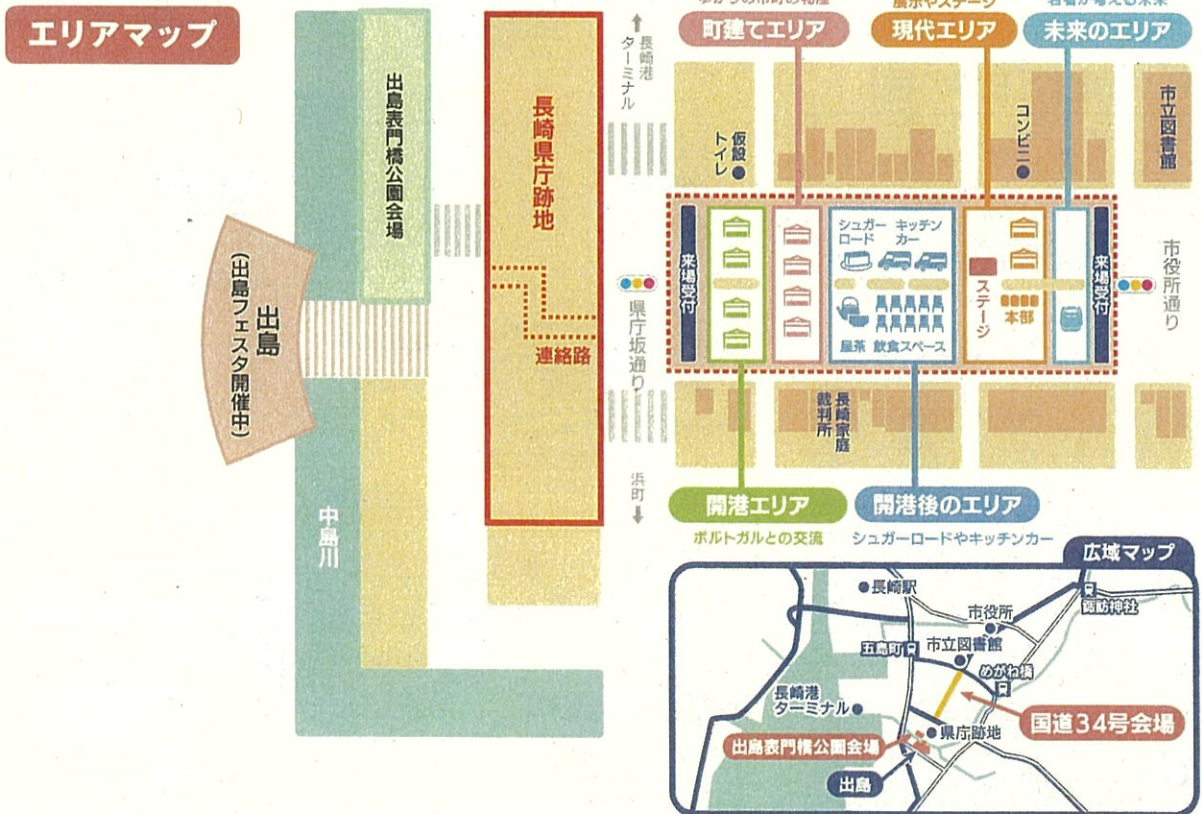 エリアマップ
展示やステージ
町建てエリア
現代エリア
未来のエリア
長崎港
ターミナル
出島表門橋公園会場
長崎県庁跡地
仮設
トイレ
コンビニ
市立図書館
来場受付
シュガー
ロード
キッチン
カー
ステージ
本部
屋茶
飲食スペース
来場受付
市役所通り
県庁坂通り
連絡路
出島
(出島フェスタ開催中)
長崎家庭
裁判所
浜町
中島川
開港エリア
ポルトガルとの交流
開港後のエリア
シュガーロードやキッチンカー
広域マップ
長崎駅
諏訪神社
市役所
五島町
市立図書館
めがね橋
長崎港
ターミナル
国道34号会場
県庁跡地
出島表門橋公園会場
出島